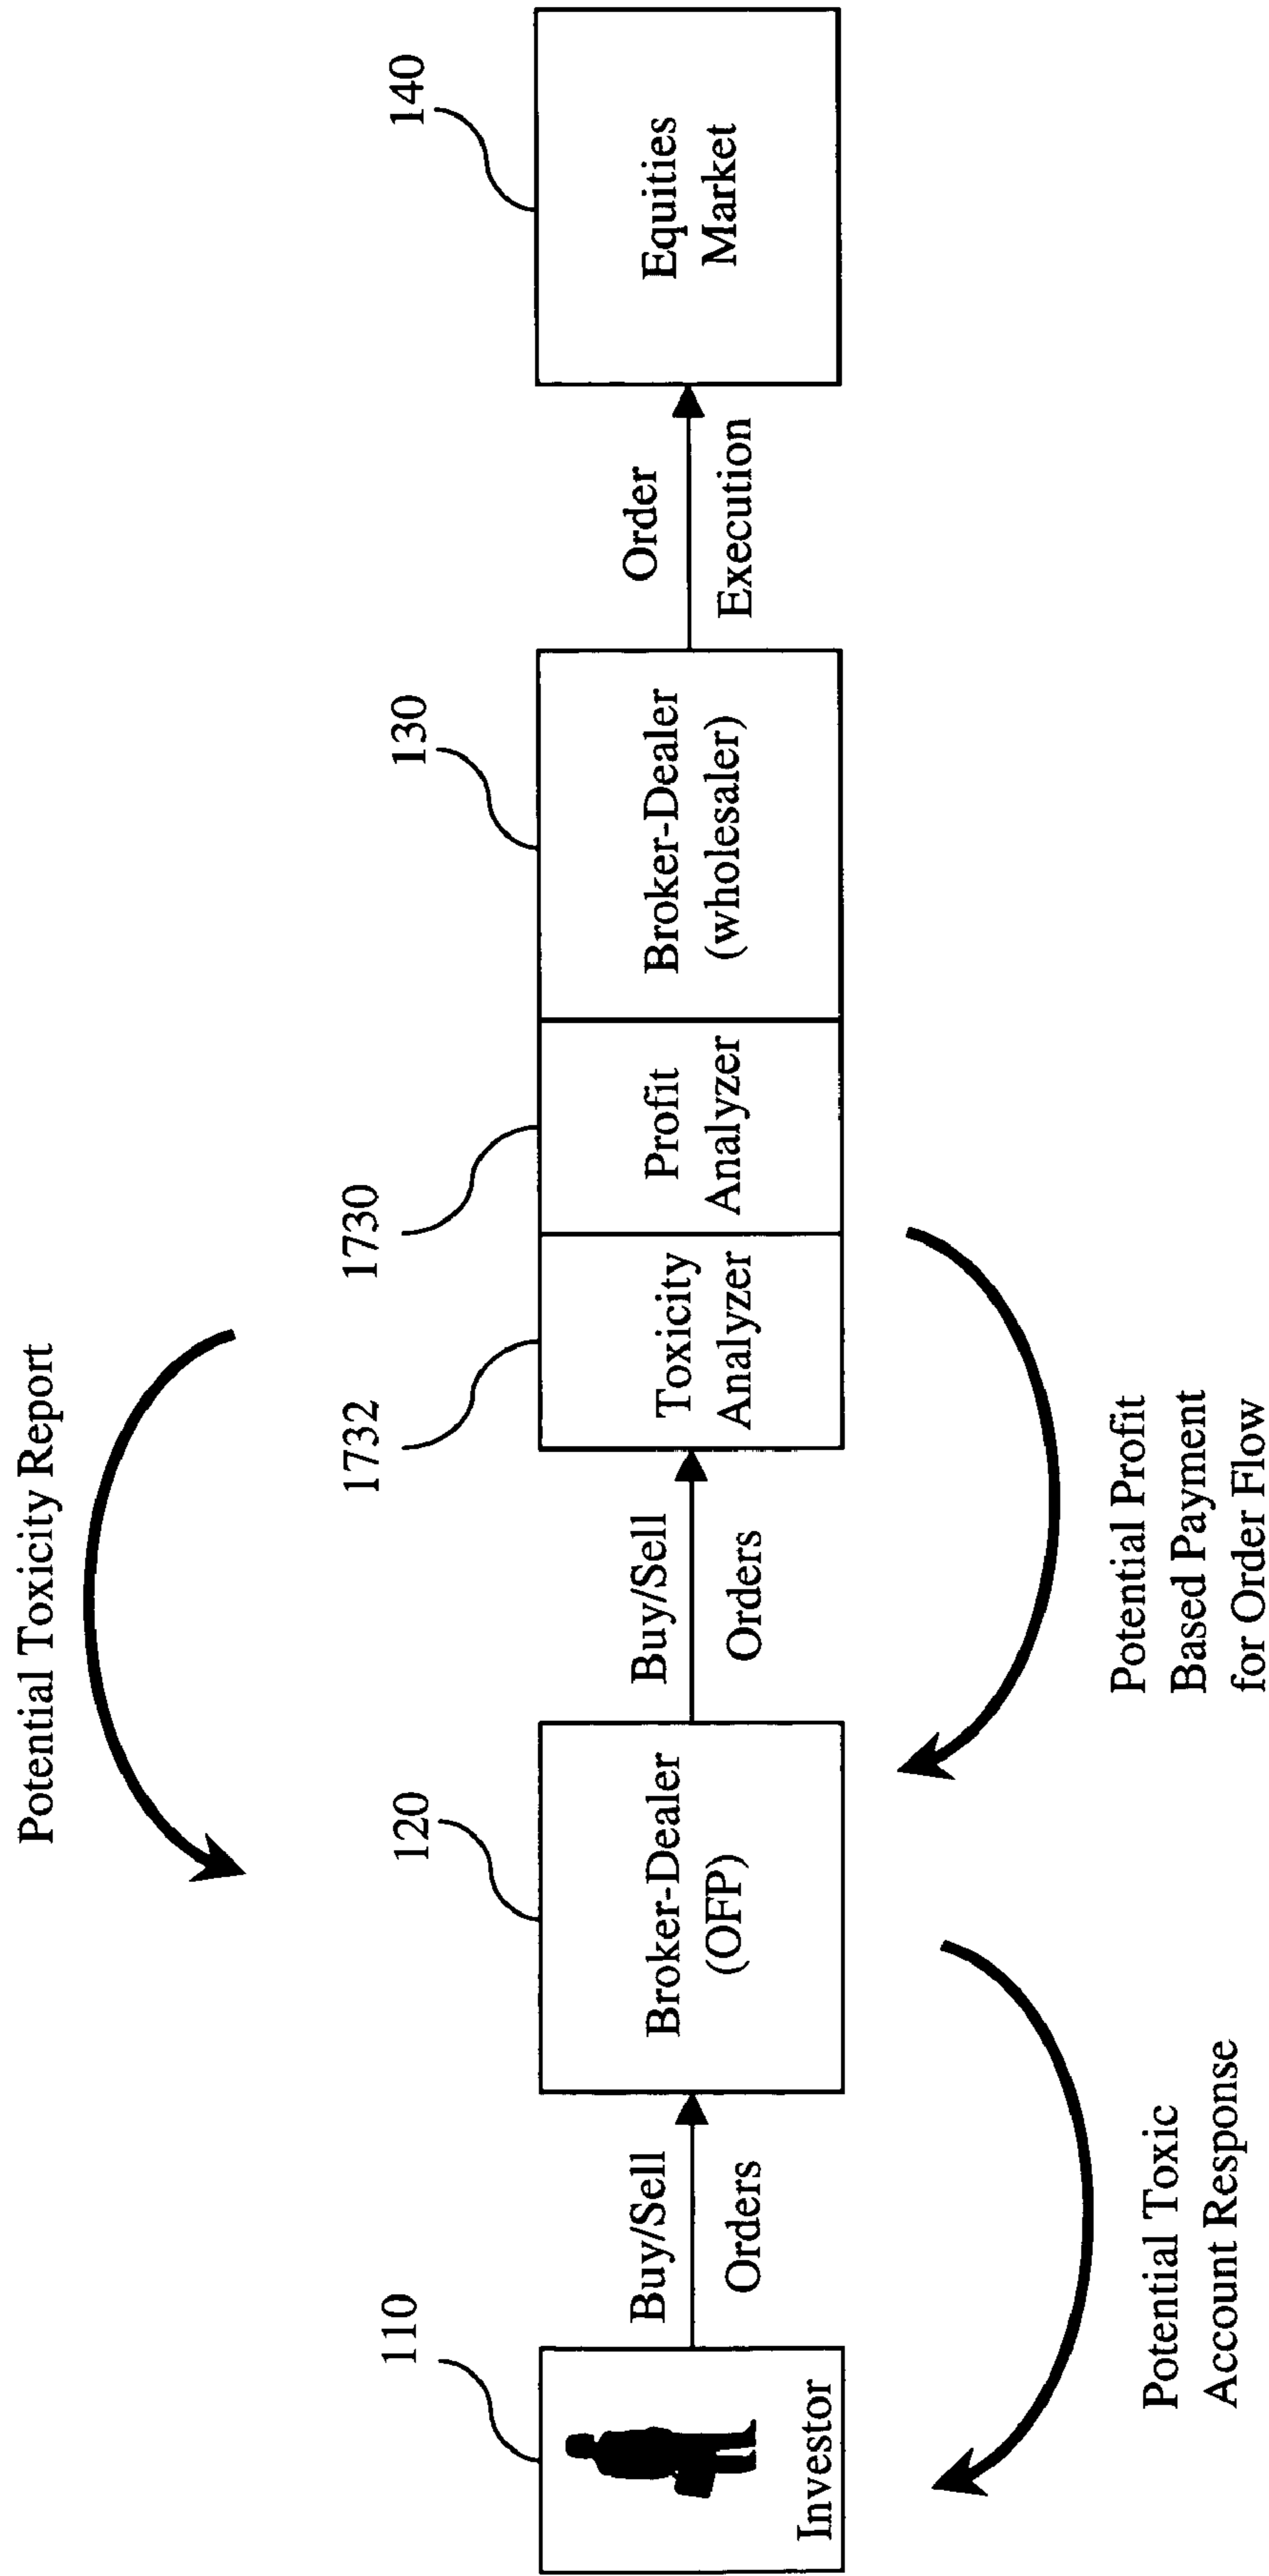 Potential Toxicity Report
110
120
1732
1730
130
140
Investor
Buy/Sell
Orders
Broker-Dealer
(OFP)
Buy/Sell
Orders
Toxicity
Analyzer
Profit
Analyzer
Broker-Dealer
(wholesaler)
Order
Execution
Equities
Market
Potential Toxic
Account Response
Potential Profit
Based Payment
for Order Flow